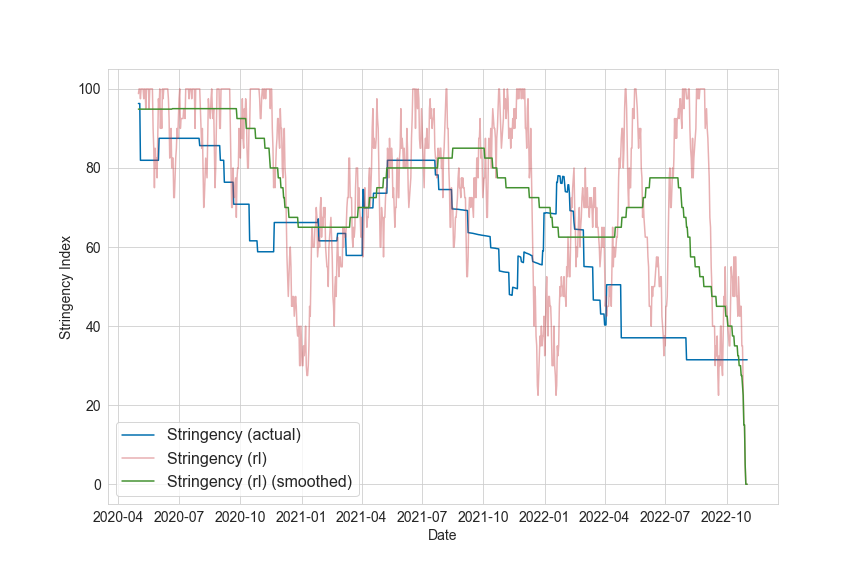 100
80
60
40
20
0
Stringency Index
Stringency (actual)
Stringency (rl)
Stringency (rl) (smoothed)
2020-04 2020-07 2020-10 2021-01 2021-04 2021-07 2021-10 2022-01 2022-04 2022-07 2022-10
Date